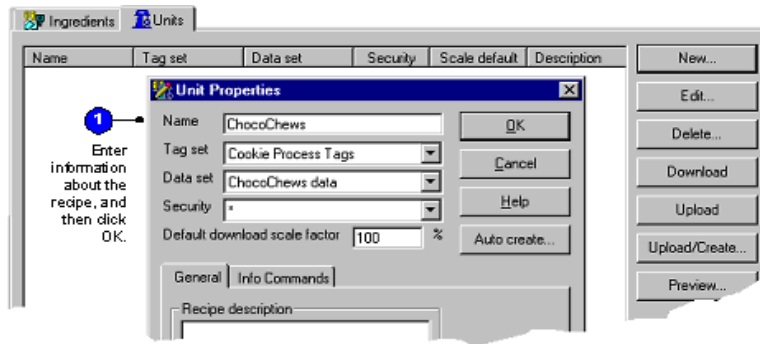 Ingredients Units
Name Tag set Data set Security Scale default Description New...
Unit Properties
Edit...
1
Name ChocoChews OK
Delete...
Enter
information
about the
recipe, and
then click
OK.
Tag set Cookie Process Tags
Cancel
Download
Data set ChocoChews data
Help
Security *
Upload
Default download scale factor 100 % Auto create...
Upload/Create...
General Info Commands
Preview...
Recipe description